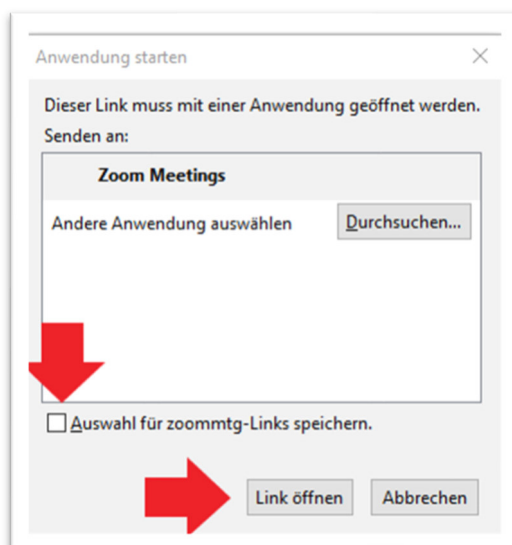 Anwendung starten
Dieser Link muss mit einer Anwendung geöffnet werden.
Senden an:
Zoom Meetings
Andere Anwendung auswählen Durchsuchen...
Auswahl für zoommtg-Links speichern.
Link öffnen Abbrechen